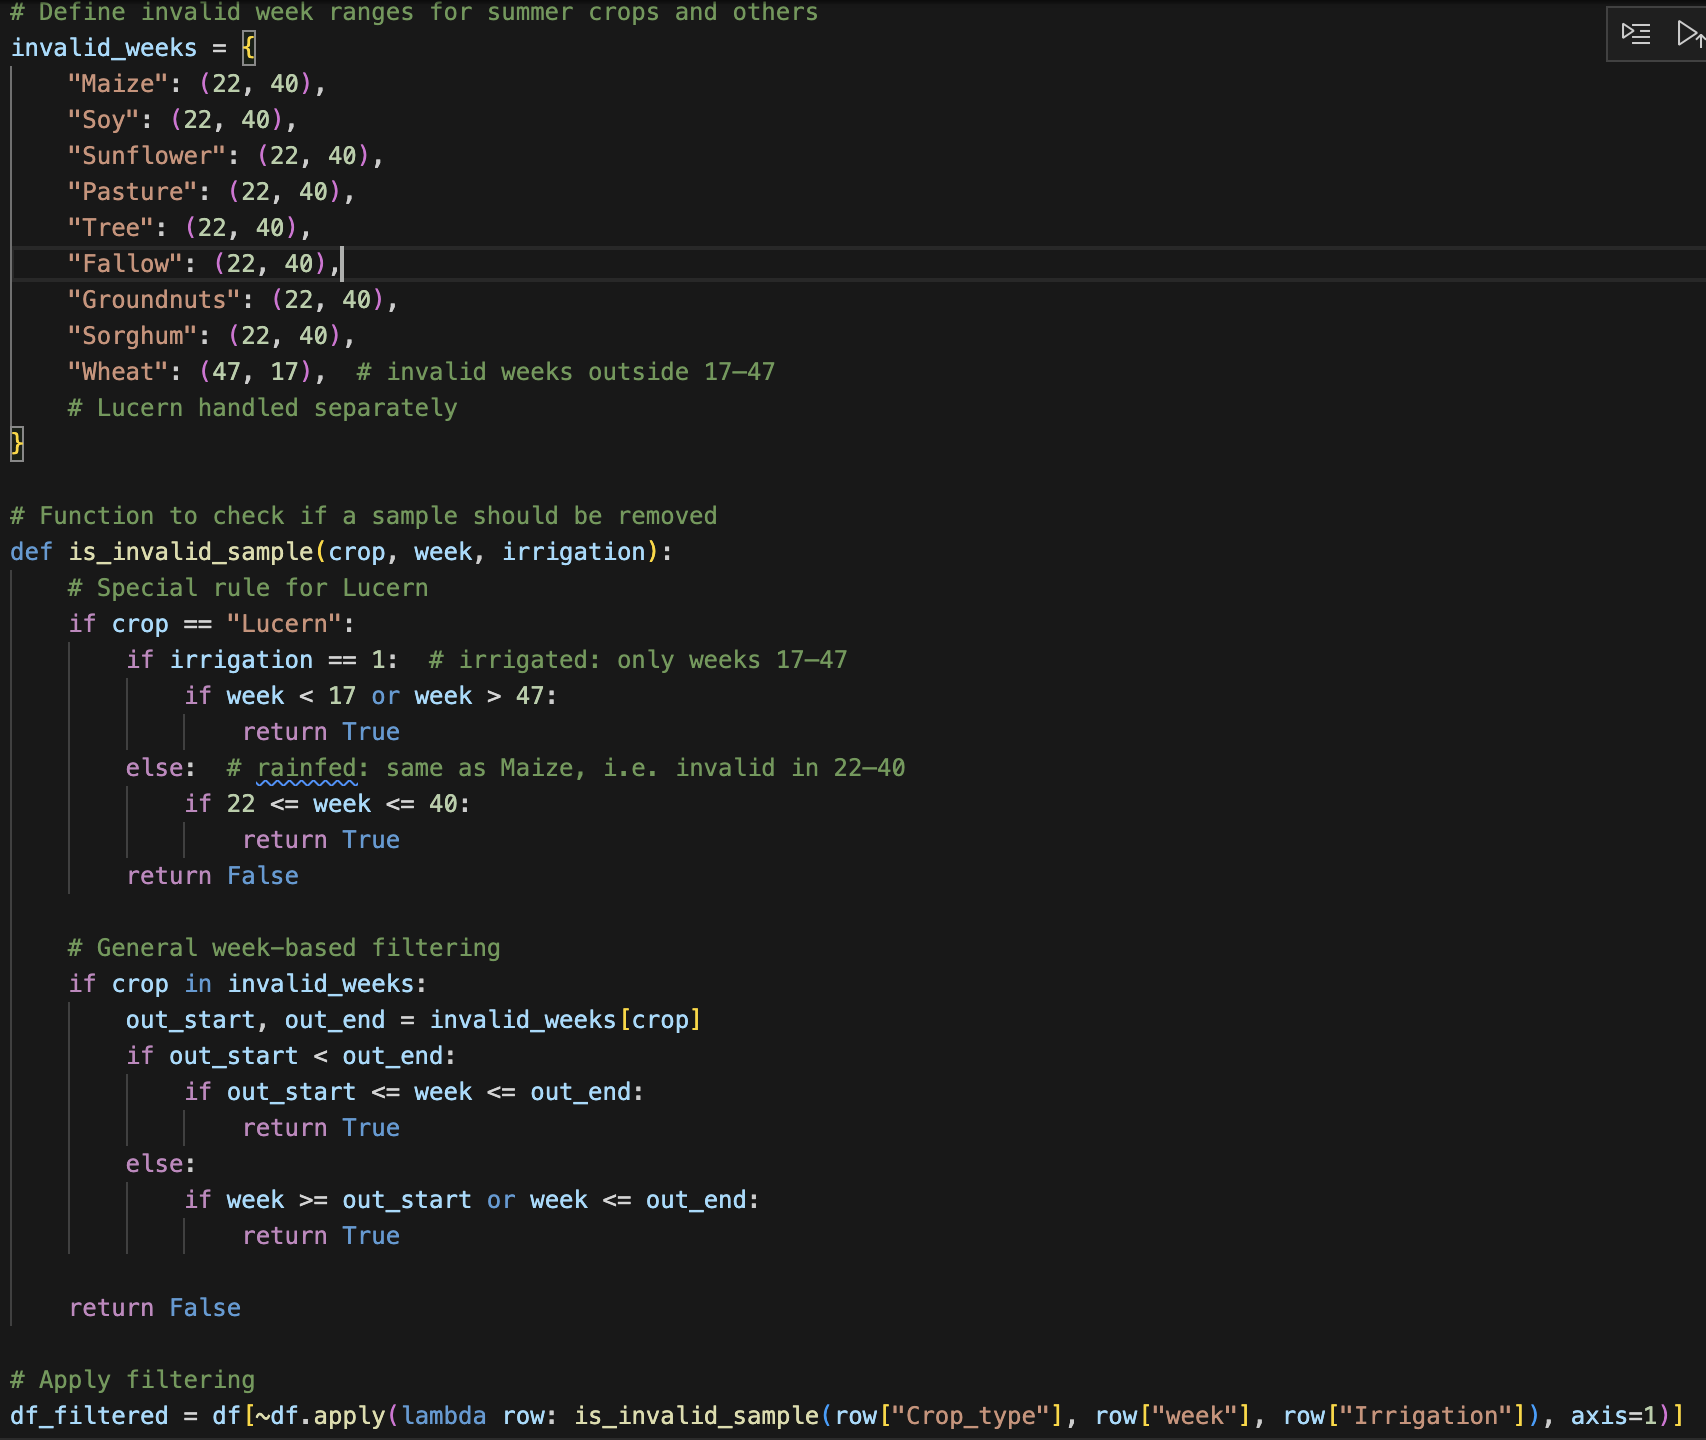 # Define invalid week ranges for summer crops and others
invalid_weeks = {
    "Maize": (22, 40),
    "Soy": (22, 40),
    "Sunflower": (22, 40),
    "Pasture": (22, 40),
    "Tree": (22, 40),
    "Fallow": (22, 40),
    "Groundnuts": (22, 40),
    "Sorghum": (22, 40),
    "Wheat": (47, 17),  # invalid weeks outside 17–47
    # Lucern handled separately
}

# Function to check if a sample should be removed
def is_invalid_sample(crop, week, irrigation):
    # Special rule for Lucern
    if crop == "Lucern":
        if irrigation == 1:  # irrigated: only weeks 17–47
            if week < 17 or week > 47:
                return True
        else:  # rainfed: same as Maize, i.e. invalid in 22–40
            if 22 <= week <= 40:
                return True
        return False

    # General week-based filtering
    if crop in invalid_weeks:
        out_start, out_end = invalid_weeks[crop]
        if out_start < out_end:
            if out_start <= week <= out_end:
                return True
        else:
            if week >= out_start or week <= out_end:
                return True

    return False

# Apply filtering
df_filtered = df[~df.apply(lambda row: is_invalid_sample(row["Crop_type"], row["week"], row["Irrigation"]), axis=1)]